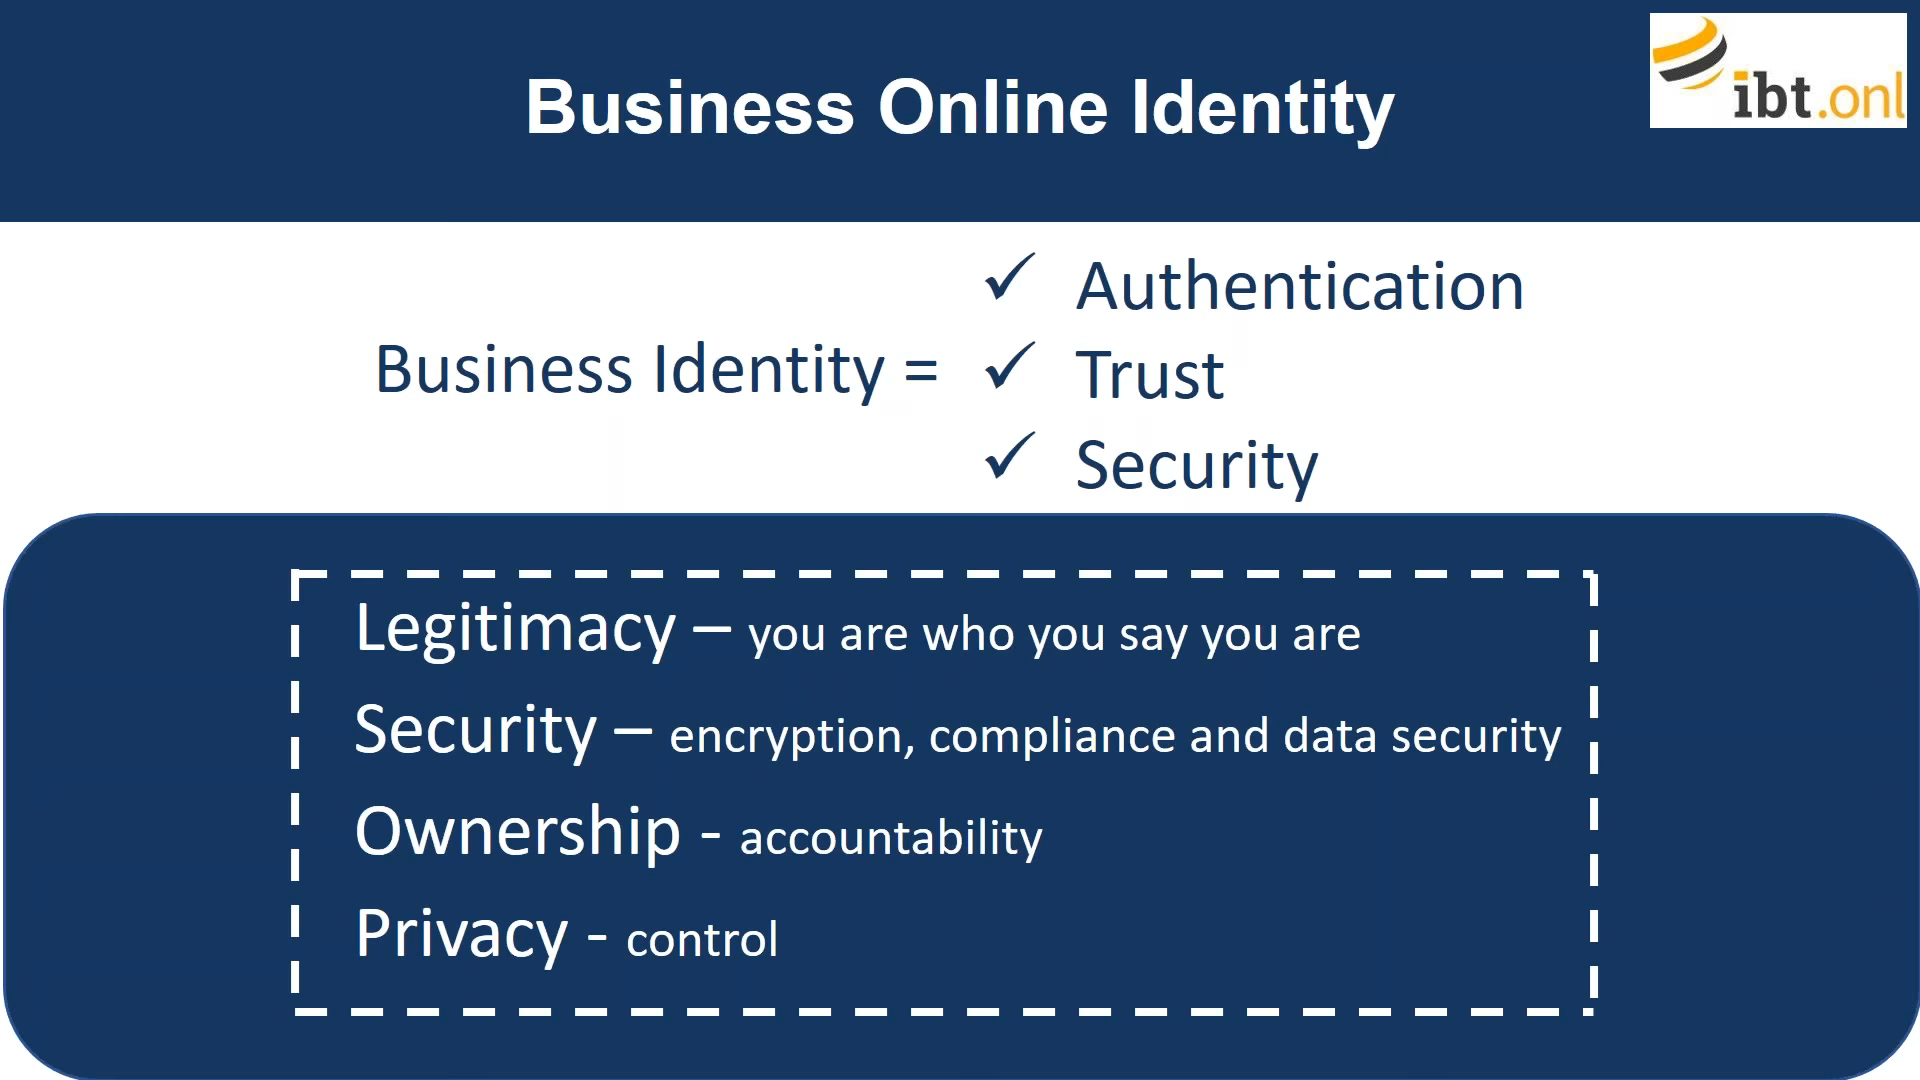 Business Online Identity
ibt.onl
Business Identity =
✓ Authentication
✓ Trust
✓ Security
Legitimacy – you are who you say you are
Security – encryption, compliance and data security
Ownership - accountability
Privacy - control